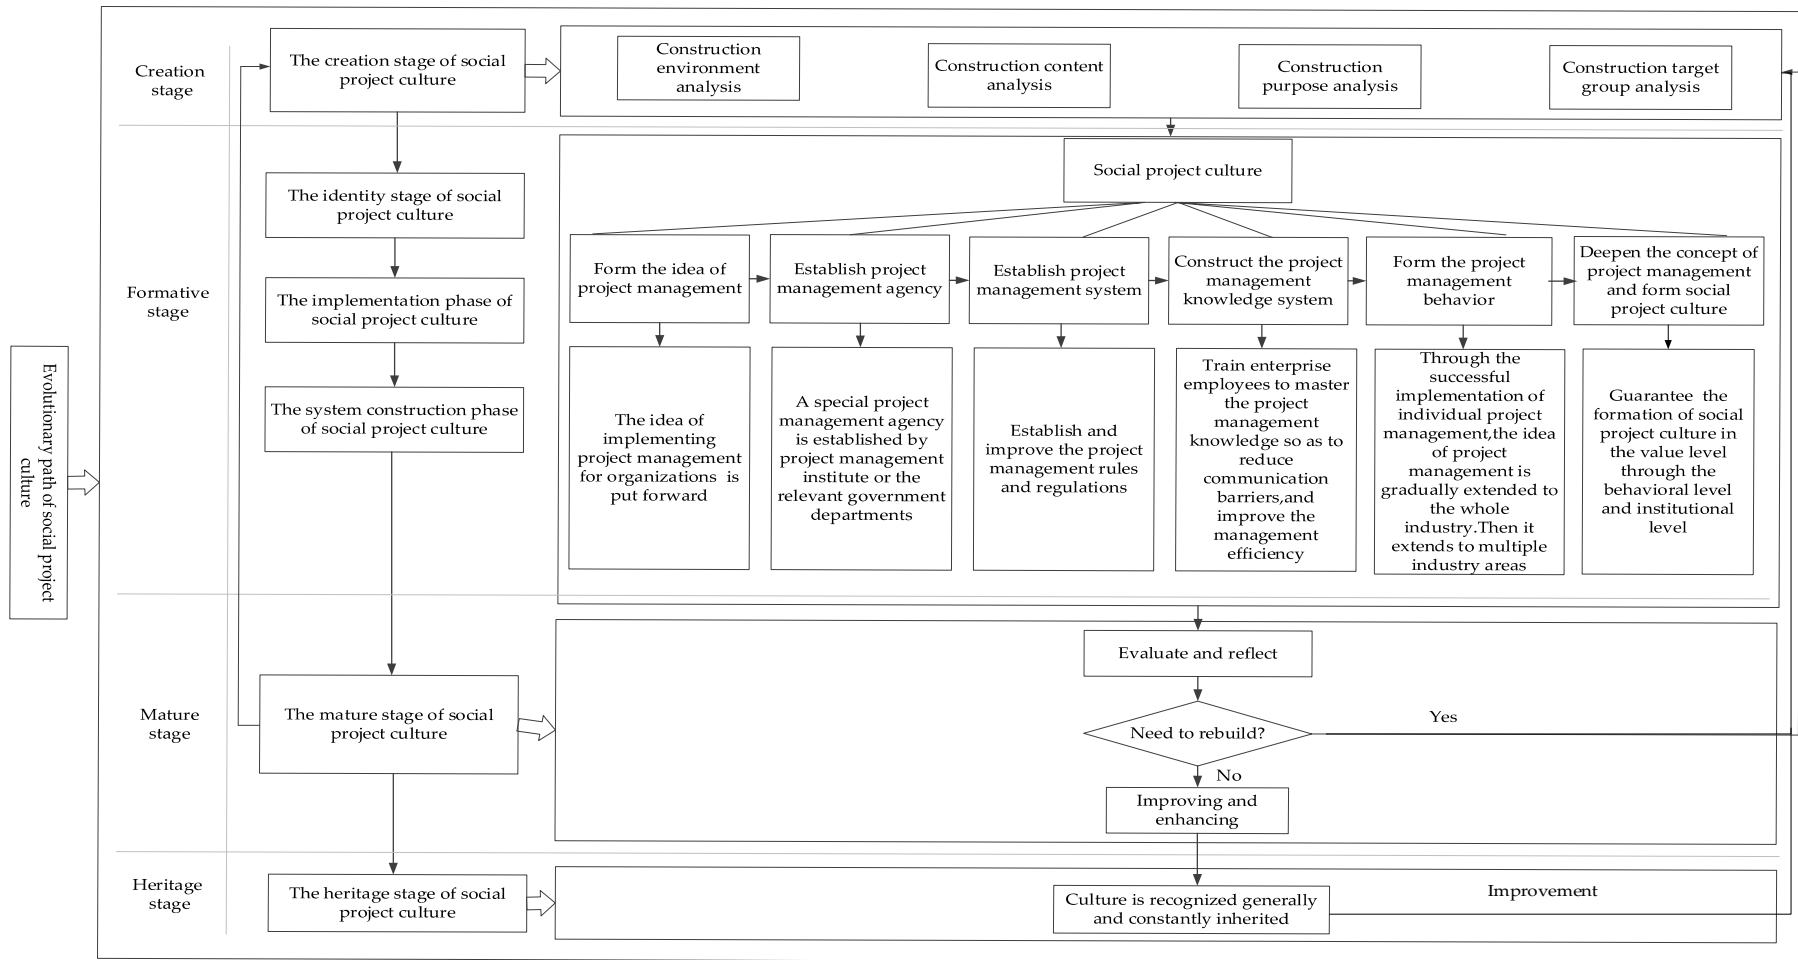 Evolutionary path of social project
culture
Creation
stage
The creation stage of social
project culture
Construction
environment
analysis
Construction content
analysis
Construction
purpose analysis
Construction target
group analysis
Formative
stage
The identity stage of social
project culture
The implementation phase of
social project culture
The system construction phase
of social project culture
Social project culture
Form the idea of
project management
Establish project
management agency
Establish project
management system
Construct the project
management
knowledge system
Form the project
management
behavior
Deepen the concept of
project management
and form social
project culture
The idea of
implementing
project management
for organizations  is
put forward
A special project
management agency
is established by
project management
institute or the
relevant government
departments
Establish and
improve the project
management rules
and regulations
Train enterprise
employees to master
the project
management
knowledge so as to
reduce
communication
barriers,and
improve the
management
efficiency
Through the
successful
implementation of
individual project
management,the idea
of project
management is
gradually extended to
the whole
industry.Then it
extends to multiple
industry areas
Guarantee  the
formation of social
project culture in
the value level
through the
behavioral level
and institutional
level
Mature
stage
The mature stage of social
project culture
Evaluate and reflect
Need to rebuild?
Yes
No
Improving and
enhancing
Heritage
stage
The heritage stage of social
project culture
Culture is recognized generally
and constantly inherited
Improvement